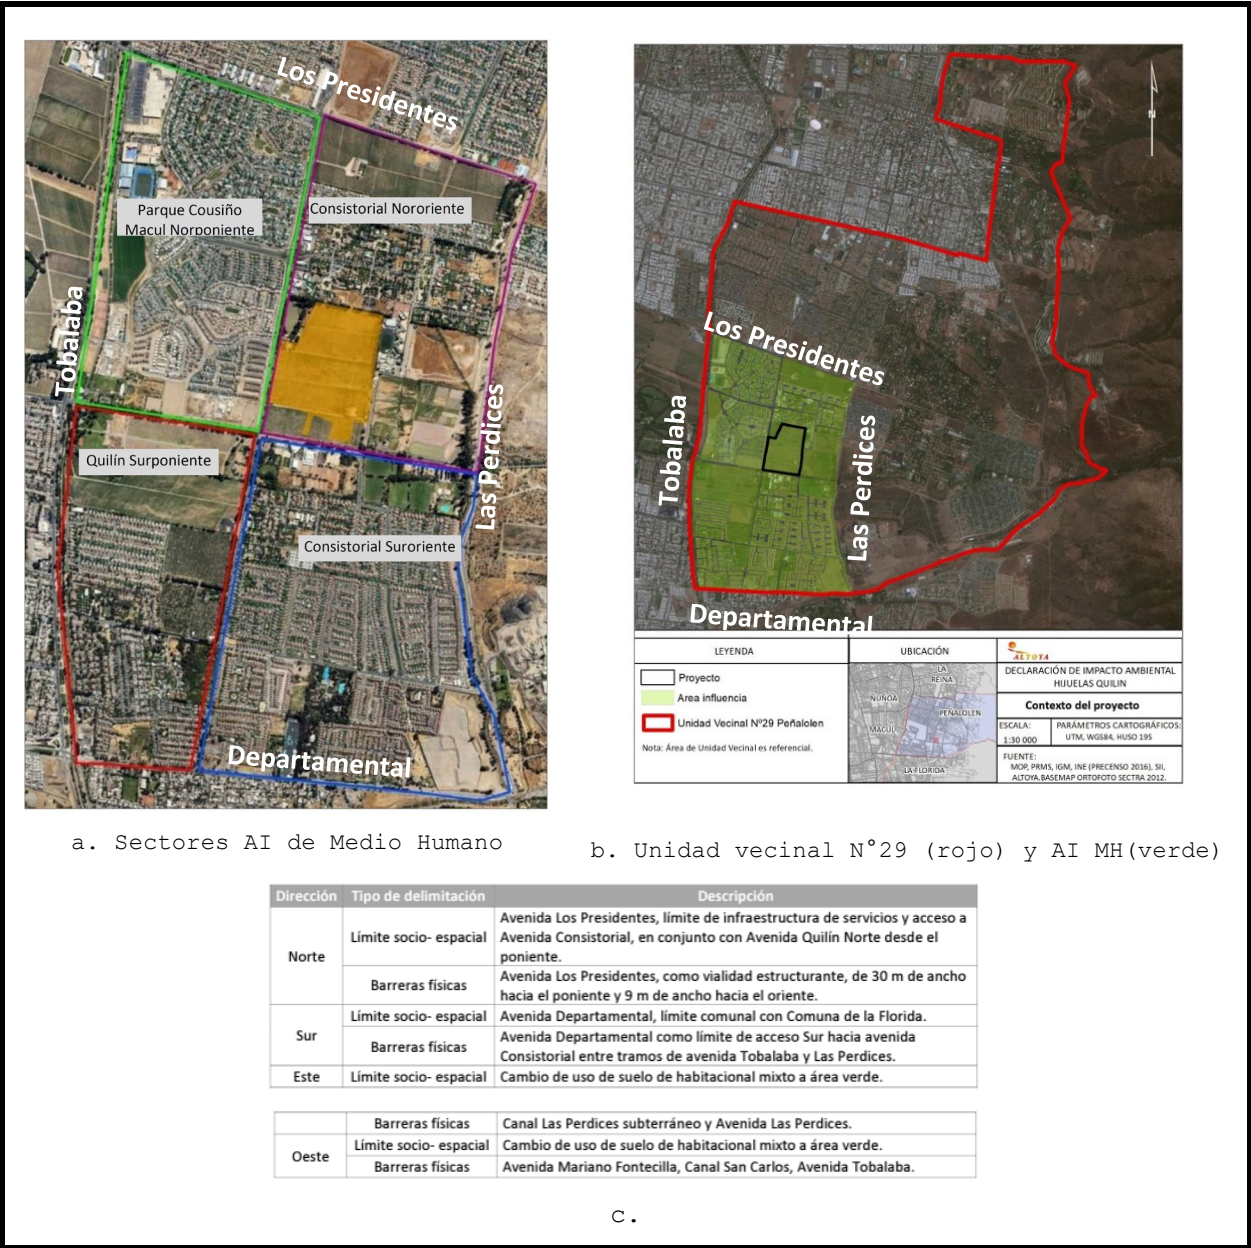 Los Presidentes
Parque Cousiño
Macul Norponiente
Consistorial Nororiente
Tobalaba
Las Perdices
Quilín Surponiente
Consistorial Suroriente
Departamental
a. Sectores AI de Medio Humano
Los Presidentes
Tobalaba
Las Perdices
Departamental
N
LEYENDA
Proyecto
Area influencia
Unidad Vecinal Nº29 Peñalolen
Nota: Área de Unidad Vecinal es referencial.
UBICACIÓN
LA
REINA
ÑUÑOA
PEÑALOLEN
MACUL
LA FLORIDA
ALTOYA
DECLARACIÓN DE IMPACTO AMBIENTAL
HIJUELAS QUILIN
Contexto del proyecto
ESCALA:
1:30 000
PARÁMETROS CARTOGRÁFICOS:
UTM, WGS84, HUSO 19S
FUENTE:
MOP, PRMS, IGM, INE (PRECENSO 2016), SII,
ALTOYA.BASEMAP ORTOFOTO SECTRA 2012.
b. Unidad vecinal N°29 (rojo) y AI MH(verde)
Dirección Tipo de delimitación Descripción
Norte
Límite socio- espacial
Avenida Los Presidentes, límite de infraestructura de servicios y acceso a
Avenida Consistorial, en conjunto con Avenida Quilín Norte desde el
poniente.
Barreras físicas
Avenida Los Presidentes, como vialidad estructurante, de 30 m de ancho
hacia el poniente y 9 m de ancho hacia el oriente.
Sur
Límite socio- espacial Avenida Departamental, límite comunal con Comuna de la Florida.
Barreras físicas
Avenida Departamental como límite de acceso Sur hacia avenida
Consistorial entre tramos de avenida Tobalaba y Las Perdices.
Este Límite socio- espacial Cambio de uso de suelo de habitacional mixto a área verde.
Barreras físicas Canal Las Perdices subterráneo y Avenida Las Perdices.
Oeste
Límite socio- espacial Cambio de uso de suelo de habitacional mixto a área verde.
Barreras físicas Avenida Mariano Fontecilla, Canal San Carlos, Avenida Tobalaba.
c.